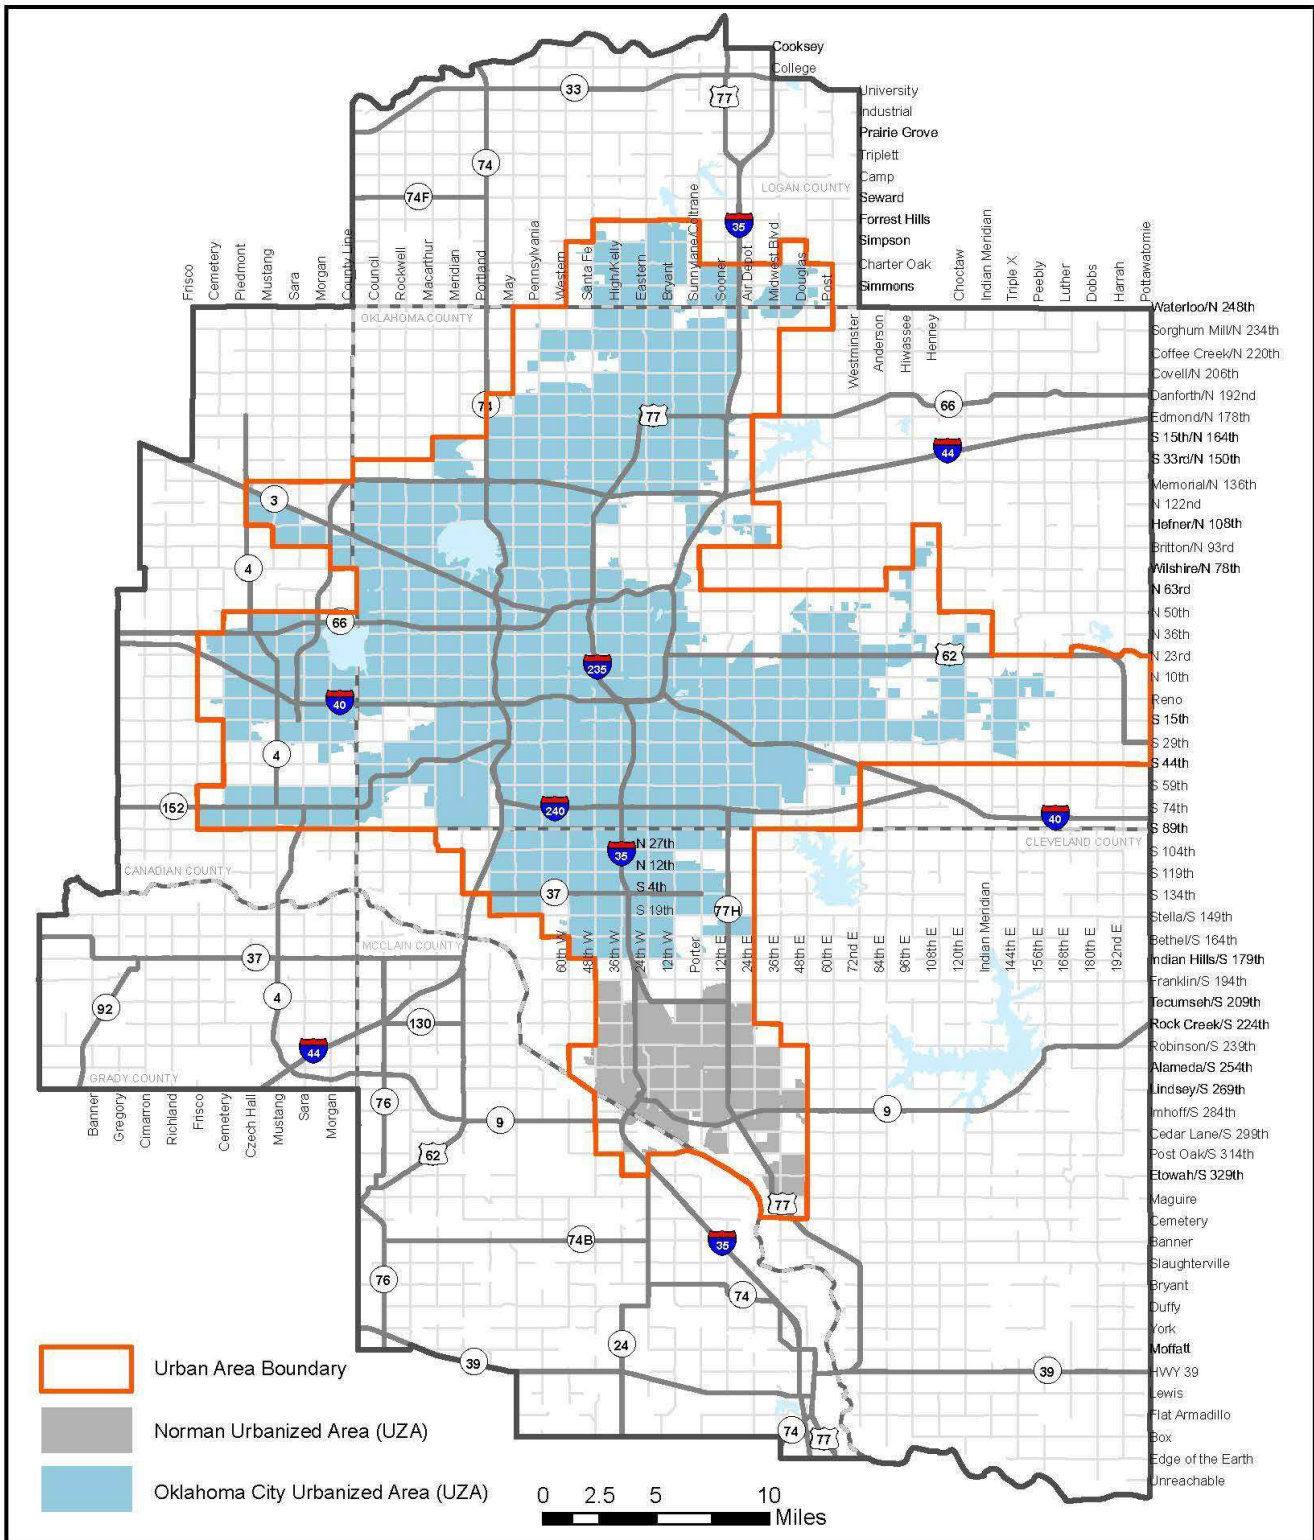 Cooksey
College
University
Industrial
Prairie Grove
Triplett
Camp
Seward
Forrest Hills
Simpson
Charter Oak
Simmons
33
77
74
74F
LOGAN COUNTY
35
Frisco
Cemetery
Piedmont
Mustang
Sara
Morgan
County Line
Council
Rockwell
Macarthur
Meridian
Portland
May
Pennsylvania
Western
Santa Fe
High/Kelly
Eastern
Bryant
Sunnylane/Coltrane
Sooner
Air Depot
Midwest Blvd
Douglas
Post
Westminster
Anderson
Hiwassee
Henney
Choctaw
Indian Meridian
Triple X
Peebly
Luther
Dobbs
Harrah
Pottawatomie
OKLAHOMA COUNTY
Waterloo/N 248th
Sorghum Mill/N 234th
Coffee Creek/N 220th
Covell/N 206th
Danforth/N 192nd
Edmond/N 178th
S 15th/N 164th
S 33rd/N 150th
Memorial/N 136th
N 122nd
Hefner/N 108th
Britton/N 93rd
Wilshire/N 78th
N 63rd
N 50th
N 36th
N 23rd
N 10th
Reno
S 15th
S 29th
S 44th
S 59th
S 74th
S 89th
S 104th
S 119th
S 134th
Stella/S 149th
Bethel/S 164th
Indian Hills/S 179th
Franklin/S 194th
Tecumseh/S 209th
Rock Creek/S 224th
Robinson/S 239th
Alameda/S 254th
Lindsey/S 269th
Imhoff/S 284th
Cedar Lane/S 299th
Post Oak/S 314th
Etowah/S 329th
Maguire
Cemetery
Banner
Slaughterville
Bryant
Duffy
York
Moffatt
HWY 39
Lewis
Flat Armadillo
Box
Edge of the Earth
Unreachable
74
77
66
44
3
4
66
62
235
40
4
152
240
40
CLEVELAND COUNTY
CANADIAN COUNTY
35
N 27th
N 12th
S 4th
S 19th
37
77H
MCCLAIN COUNTY
60th W
48th W
36th W
24th W
12th W
Porter
12th E
24th E
36th E
48th E
60th E
72nd E
84th E
96th E
108th E
120th E
Indian Meridian
144th E
156th E
168th E
180th E
192nd E
37
4
92
130
44
GRADY COUNTY
Banner
Gregory
Cimarron
Richland
Frisco
Cemetery
Czech Hall
Mustang
Sara
Morgan
76
9
9
62
77
74B
35
76
74
24
39
39
74
77
Urban Area Boundary
Norman Urbanized Area (UZA)
Oklahoma City Urbanized Area (UZA)
0 2.5 5 10
Miles